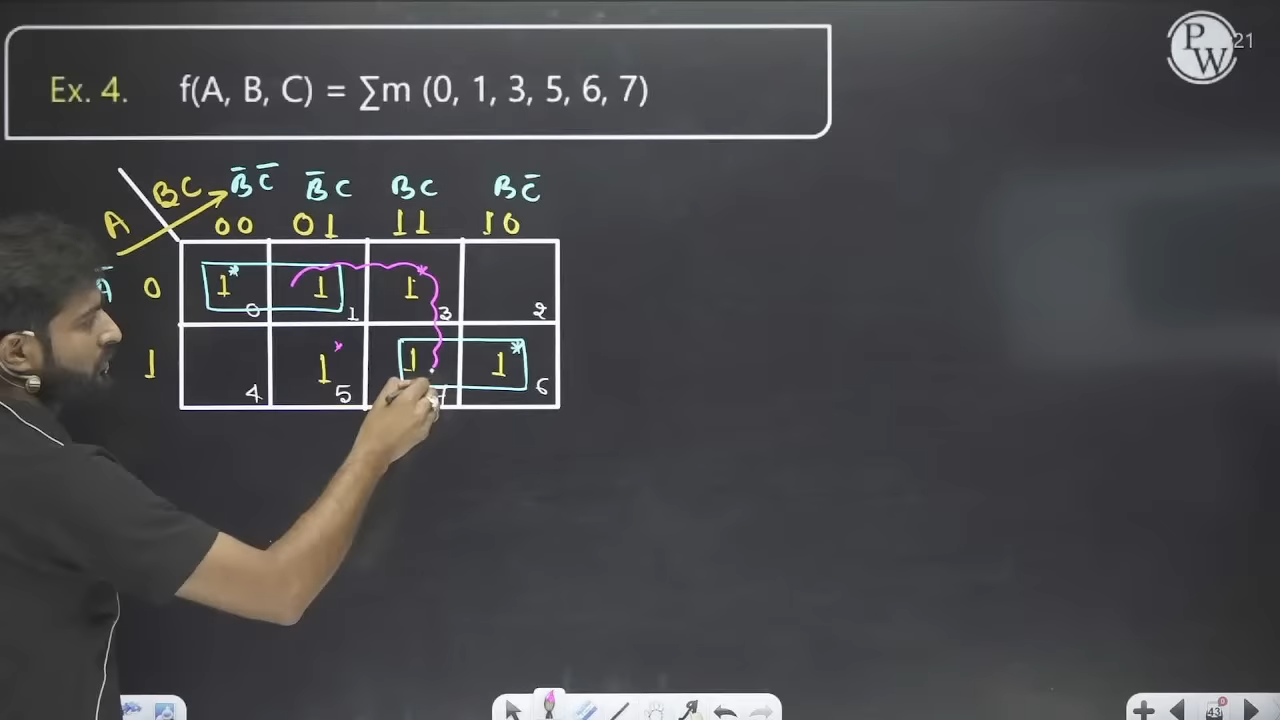 PW 21
Ex. 4. f(A, B, C) = ∑m (0, 1, 3, 5, 6, 7)
A BC B̅C̅ B̅C BC BC̅
00 01 11 10
A̅ 0 1* 0 1 1 1* 3 2
1 4 1* 5 1 7 1* 6
43